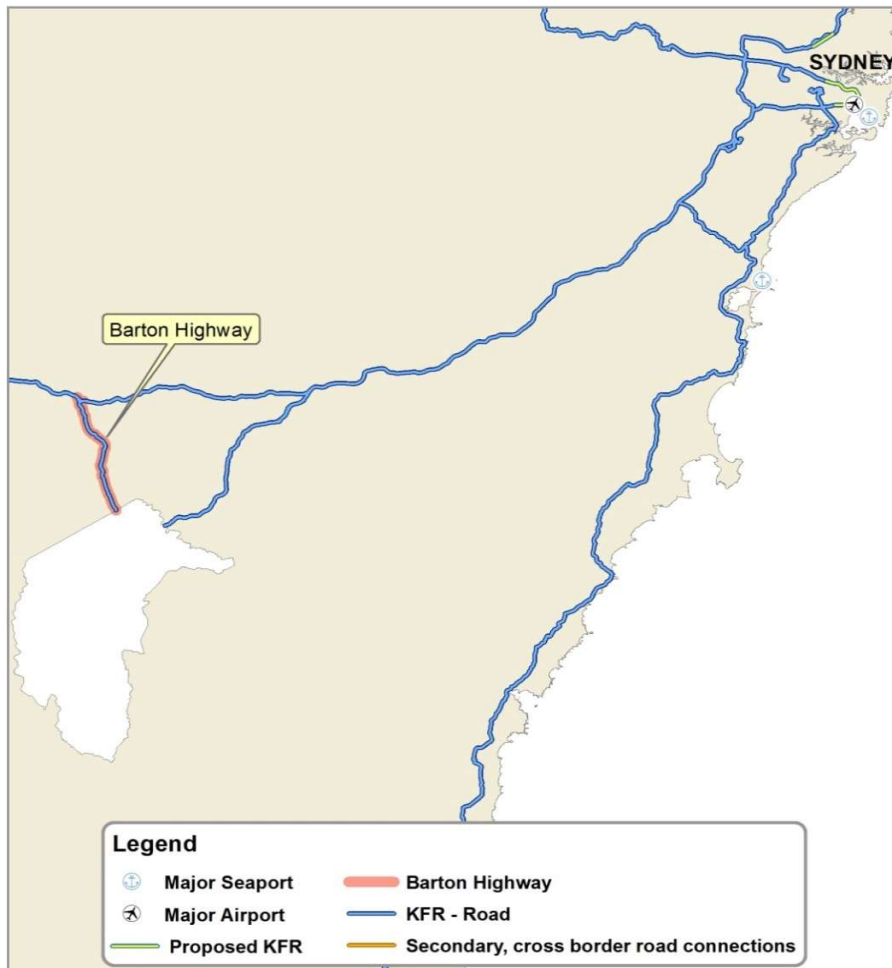 SYDNEY
Barton Highway
Legend
Major Seaport
Barton Highway
Major Airport
KFR - Road
Proposed KFR
Secondary, cross border road connections